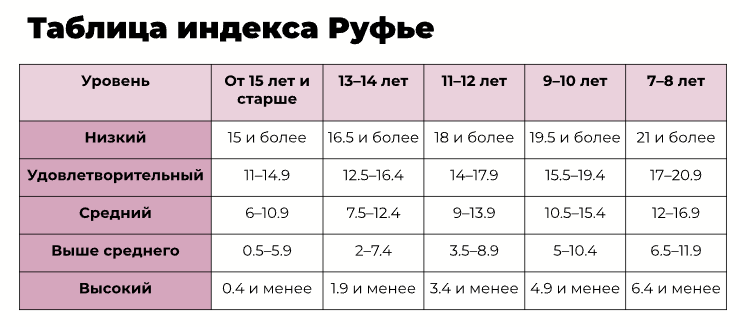 Таблица индекса Руфье
Уровень От 15 лет и старше 13–14 лет 11–12 лет 9–10 лет 7–8 лет
Низкий 15 и более 16.5 и более 18 и более 19.5 и более 21 и более
Удовлетворительный 11–14.9 12.5–16.4 14–17.9 15.5–19.4 17–20.9
Средний 6–10.9 7.5–12.4 9–13.9 10.5–15.4 12–16.9
Выше среднего 0.5–5.9 2–7.4 3.5–8.9 5–10.4 6.5–11.9
Высокий 0.4 и менее 1.9 и менее 3.4 и менее 4.9 и менее 6.4 и менее